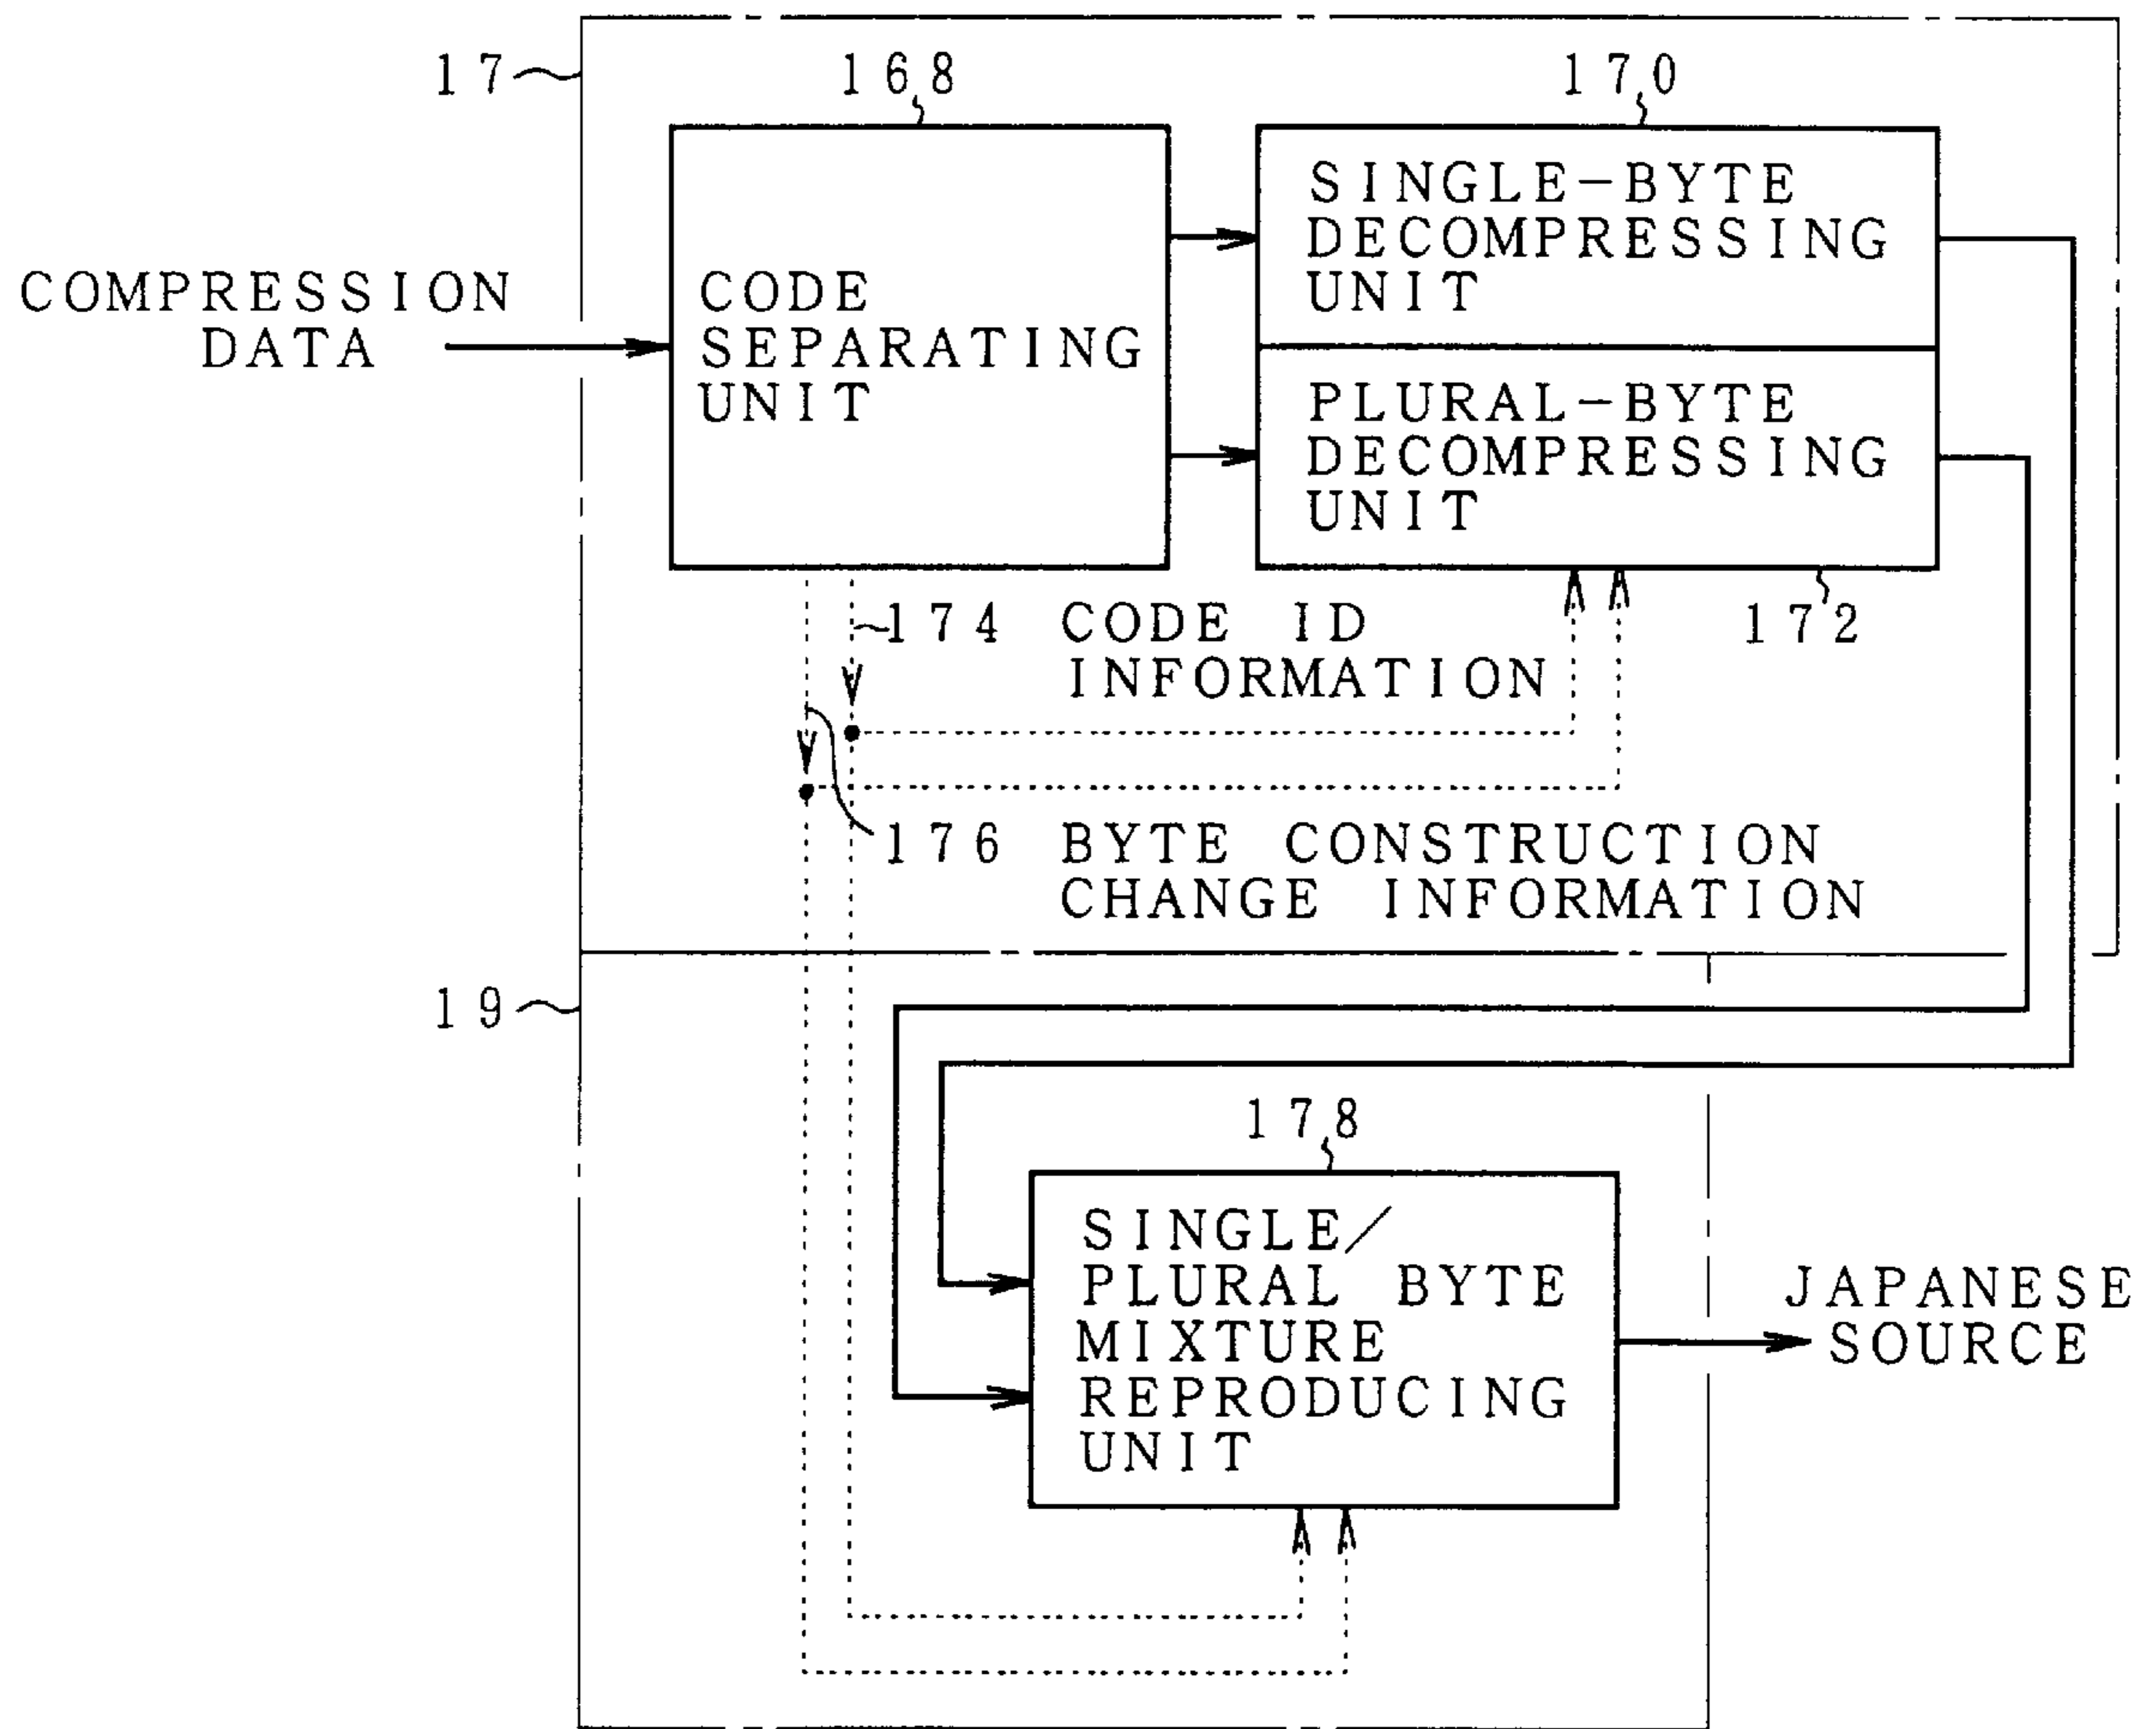 17
168
170
SINGLE-BYTE
DECOMPRESSING
UNIT
COMPRESSION
DATA
CODE
SEPARATING
UNIT
PLURAL-BYTE
DECOMPRESSING
UNIT
174 CODE ID
INFORMATION
172
176 BYTE CONSTRUCTION
CHANGE INFORMATION
19
178
SINGLE/
PLURAL BYTE
MIXTURE
REPRODUCING
UNIT
JAPANESE
SOURCE